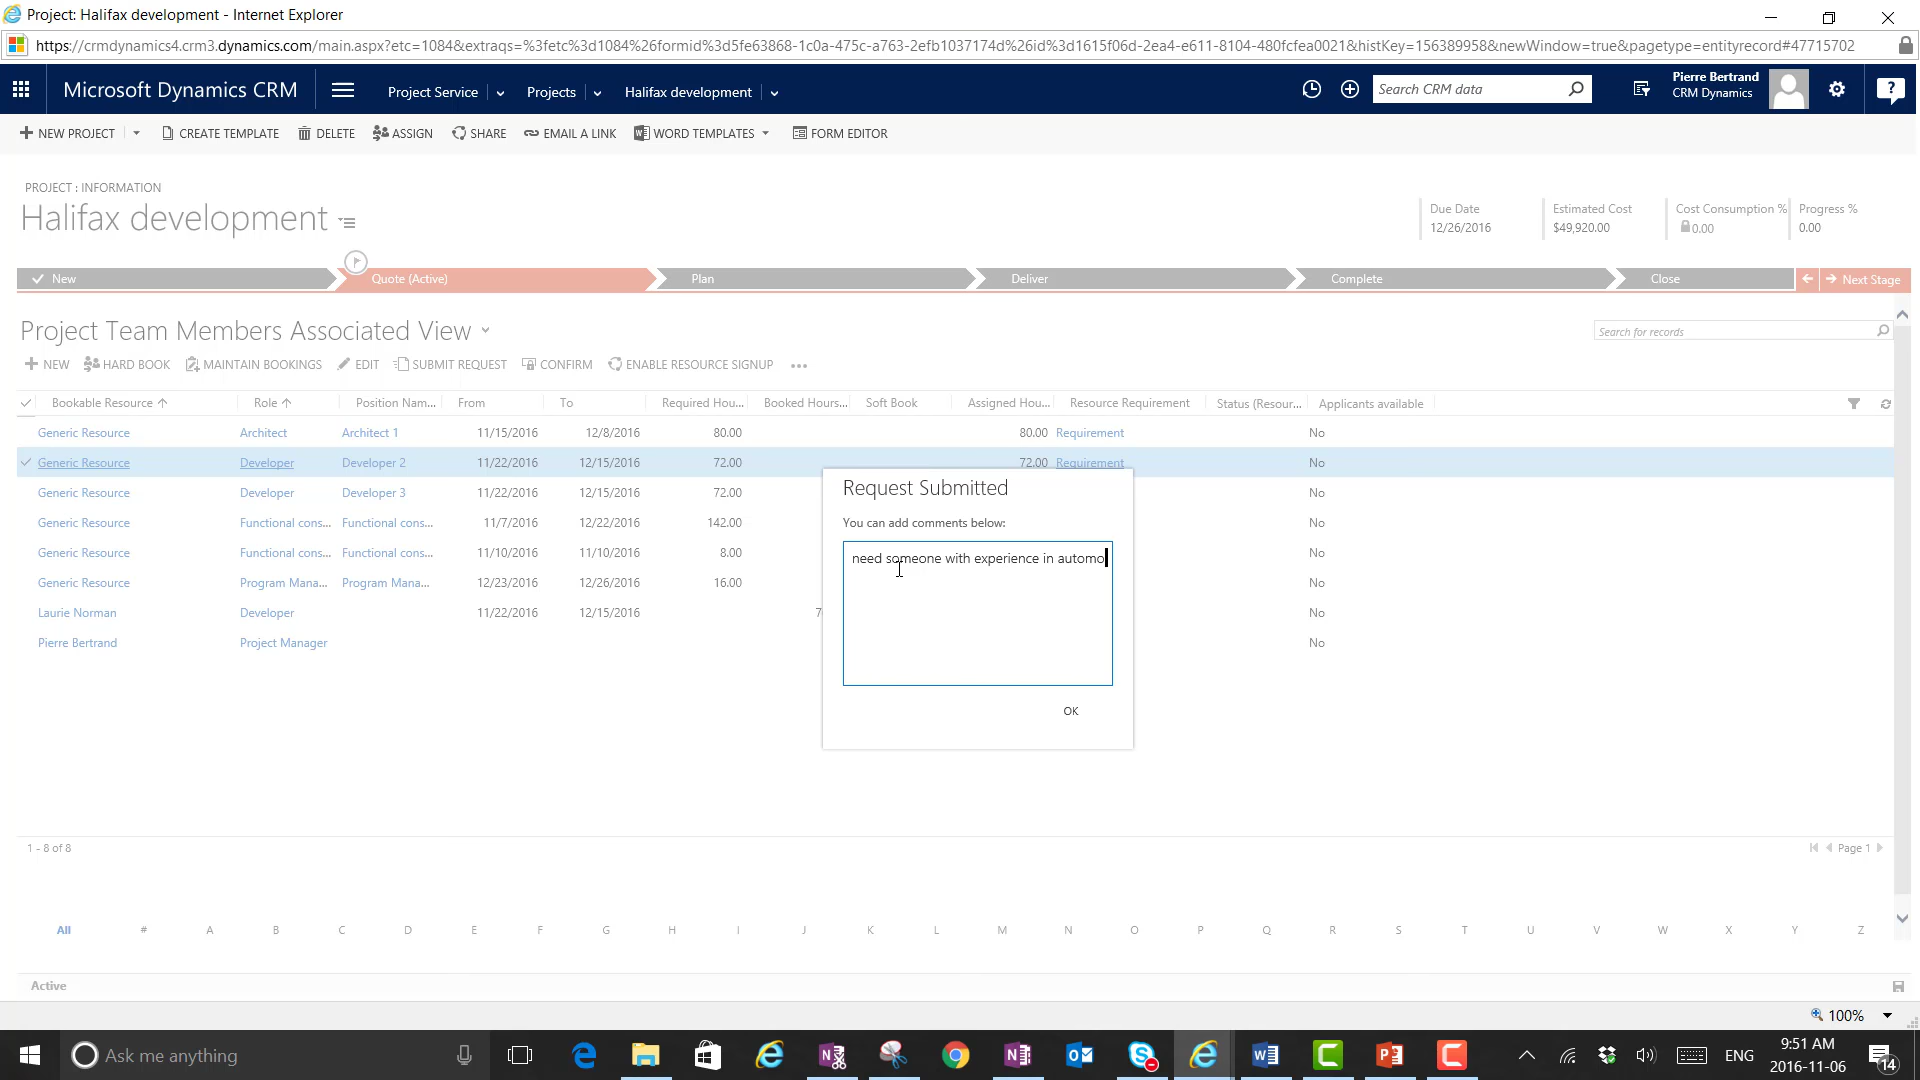 Project: Halifax development - Internet Explorer
https://crmdynamics4.crm3.dynamics.com/main.aspx?etc=1084&extraqs=%3fetc%3d1084%26formid%3d5fe63868-1c0a-475c-a763-2efb1037174d%26id%3d1615f06d-2ea4-e611-8104-480fcfea0021&histKey=156389958&newWindow=true&pagetype=entityrecord#47715702
Microsoft Dynamics CRM Project Service Projects Halifax development Search CRM data Pierre Bertrand
CRM Dynamics
NEW PROJECT CREATE TEMPLATE DELETE ASSIGN SHARE EMAIL A LINK WORD TEMPLATES FORM EDITOR
PROJECT : INFORMATION
Halifax development
Due Date Estimated Cost Cost Consumption % Progress %
12/26/2016 $49,920.00 0.00 0.00
New Quote (Active) Plan Deliver Complete Close Next Stage
Project Team Members Associated View Search for records
NEW HARD BOOK MAINTAIN BOOKINGS EDIT SUBMIT REQUEST CONFIRM ENABLE RESOURCE SIGNUP ...
Bookable Resource Role Position Nam... From To Required Hou... Booked Hours... Soft Book Assigned Hou... Resource Requirement Status (Resour... Applicants available
Generic Resource Architect Architect 1 11/15/2016 12/8/2016 80.00 80.00 Requirement No
Generic Resource Developer Developer 2 11/22/2016 12/15/2016 72.00 72.00 Requirement No
Generic Resource Developer Developer 3 11/22/2016 12/15/2016 72.00 No
Generic Resource Functional cons... Functional cons... 11/7/2016 12/22/2016 142.00 No
Generic Resource Functional cons... Functional cons... 11/10/2016 11/10/2016 8.00 No
Generic Resource Program Mana... Program Mana... 12/23/2016 12/26/2016 16.00 No
Laurie Norman Developer 11/22/2016 12/15/2016 No
Pierre Bertrand Project Manager No
Request Submitted
You can add comments below:
need someone with experience in automo
OK
1 - 8 of 8 Page 1
All # A B C D E F G H I J K L M N O P Q R S T U V W X Y Z
Active
100%
Ask me anything ENG 9:51 AM
2016-11-06 14